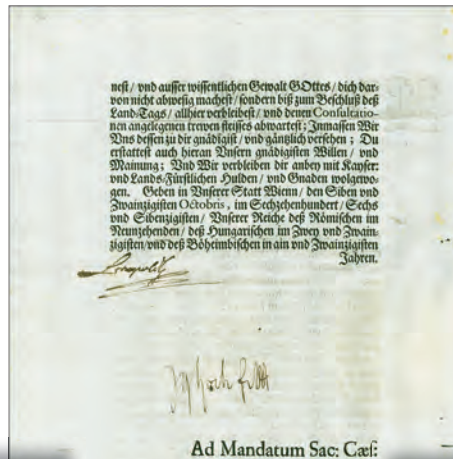 nest / vnd ausser wissentlichen Gewalt GOttes / dich dar-
von nicht abwesig machest / sondern biß zum Beschluß deß
Land-Tags / allhier verbleibest / vnd denen Consultatio-
nen angelegenen trewen fleisses abwartest; Inmassen Wir
Vns dessen zu dir gnädigist / vnd gäntzlich versehen; Du
erstattest auch hieran Vnsern gnädigisten Willen / vnd
Mainung; Vnd Wir verbleiben dir anbey mit Kayser:
vnd Lands-Fürstlichen Hulden / vnd Gnaden wolgewo-
gen. Geben in Vnserer Statt Wienn / den Siben vnd
Zwainzigisten Octobris, im Sechzehenhundert / Sechs
vnd Sibenzigisten / Vnserer Reiche deß Römischen im
Neunzehenden / deß Hungarischen im Zwey vnd Zwain-
zigisten / vnd deß Böheimbischen in ain vnd Zwainzigisten
Jahren.
Leopold
Ad Mandatum Sac: Cæs: